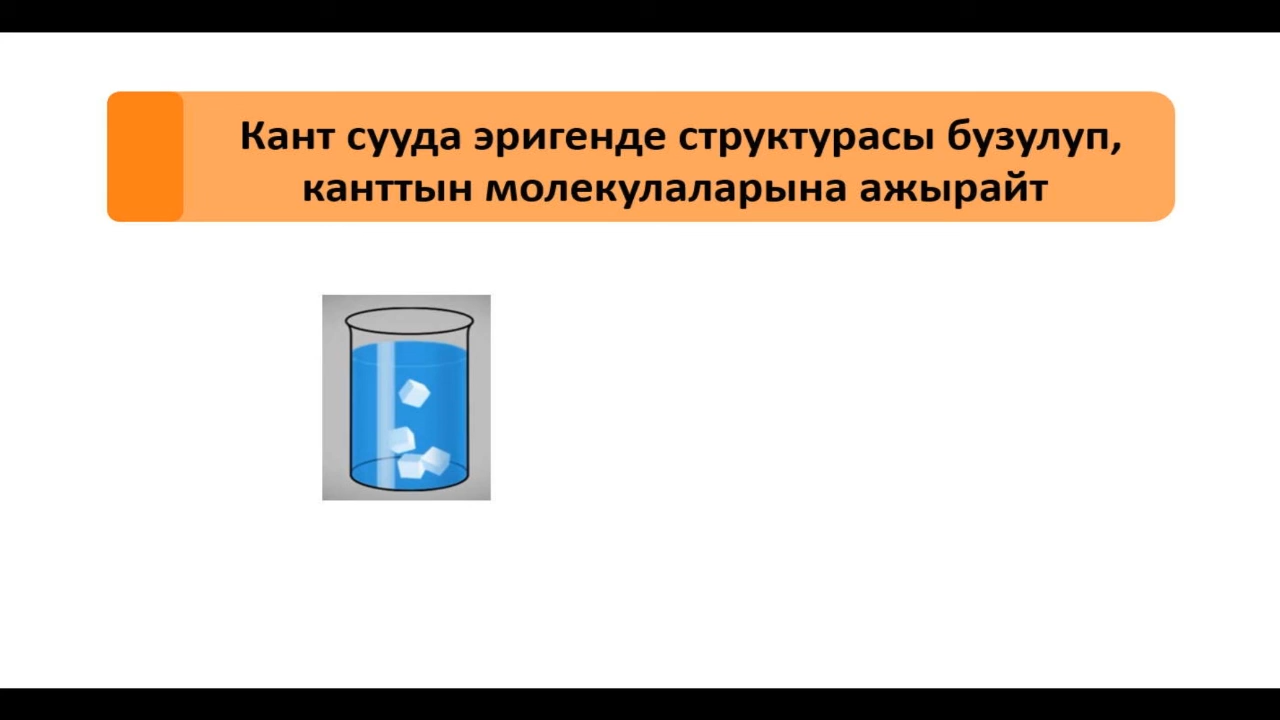 Кант сууда эригенде структурасы бузулуп,
канттын молекулаларына ажырайт